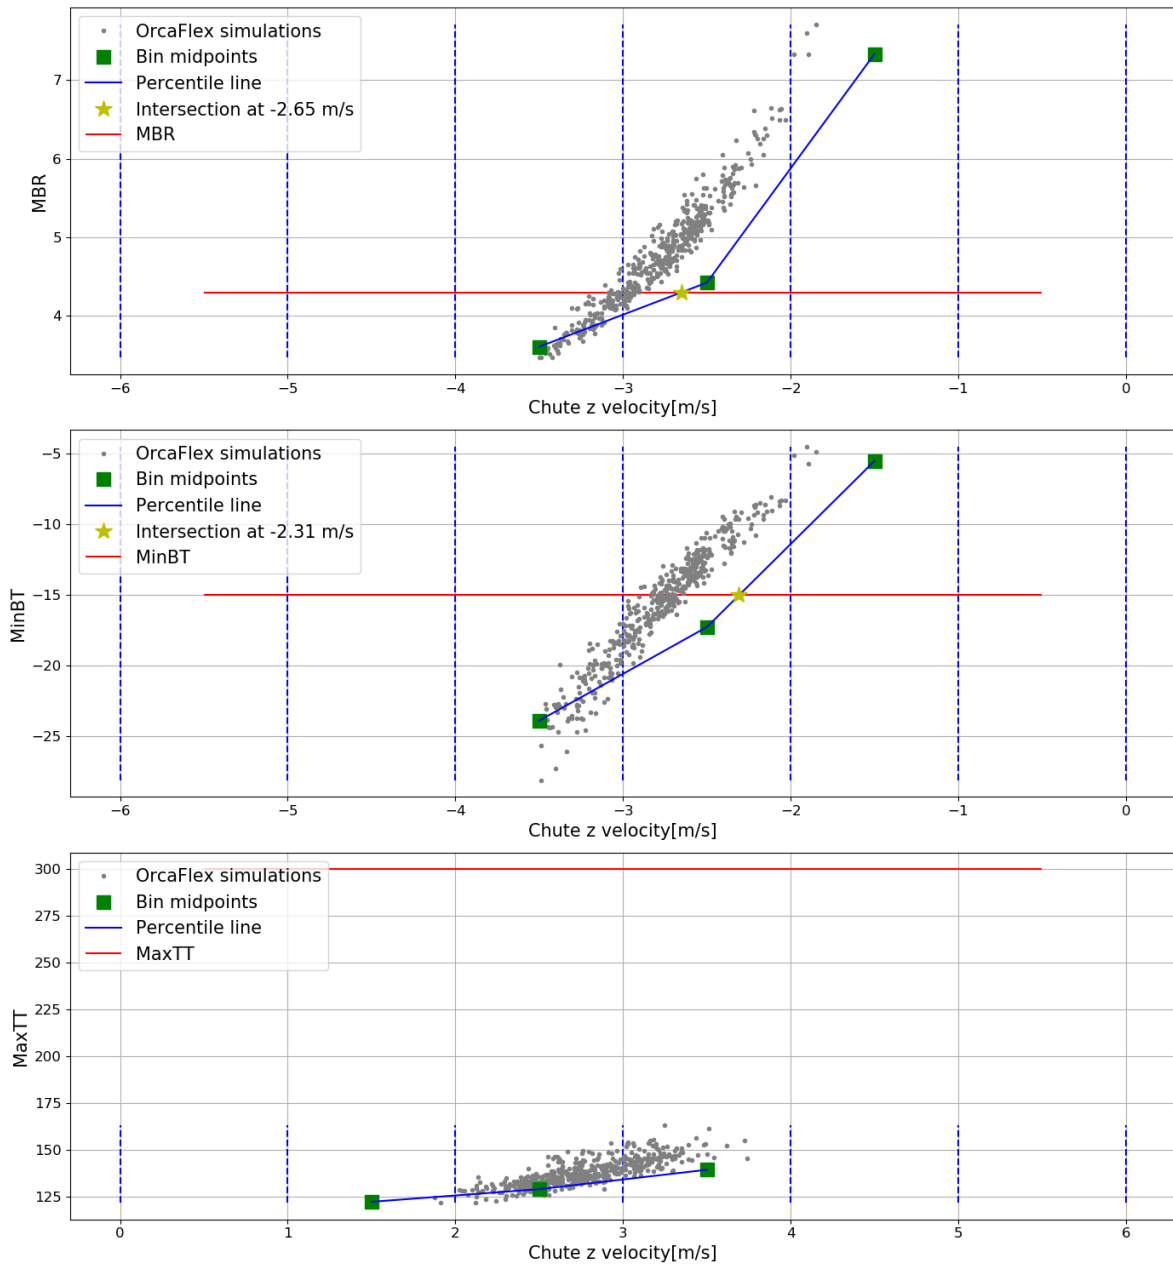 OrcaFlex simulations
Bin midpoints
Percentile line
Intersection at -2.65 m/s
MBR
7
6
5
4
MBR
−6 −5 −4 −3 −2 −1 0
Chute z velocity[m/s]
OrcaFlex simulations
Bin midpoints
Percentile line
Intersection at -2.31 m/s
MinBT
−5
−10
−15
−20
−25
MinBT
−6 −5 −4 −3 −2 −1 0
Chute z velocity[m/s]
OrcaFlex simulations
Bin midpoints
Percentile line
MaxTT
300
275
250
225
200
175
150
125
MaxTT
0 1 2 3 4 5 6
Chute z velocity[m/s]